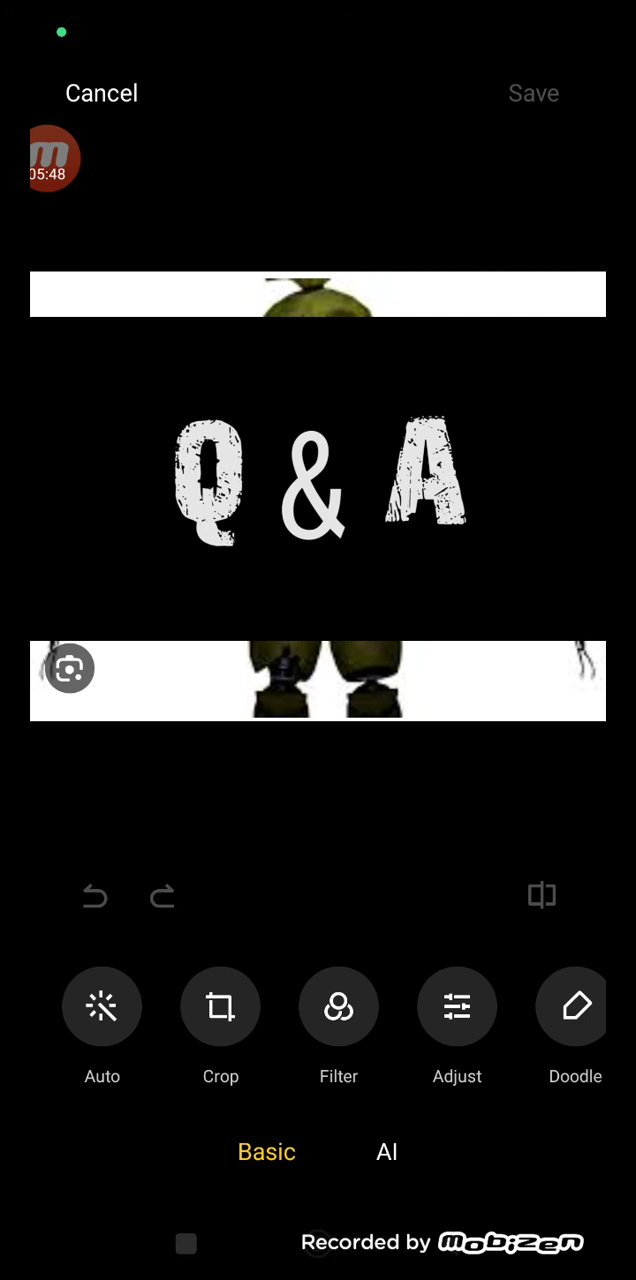 Cancel
Save
m
05:48
Q & A
Auto
Crop
Filter
Adjust
Doodle
Basic
AI
Recorded by mobizen